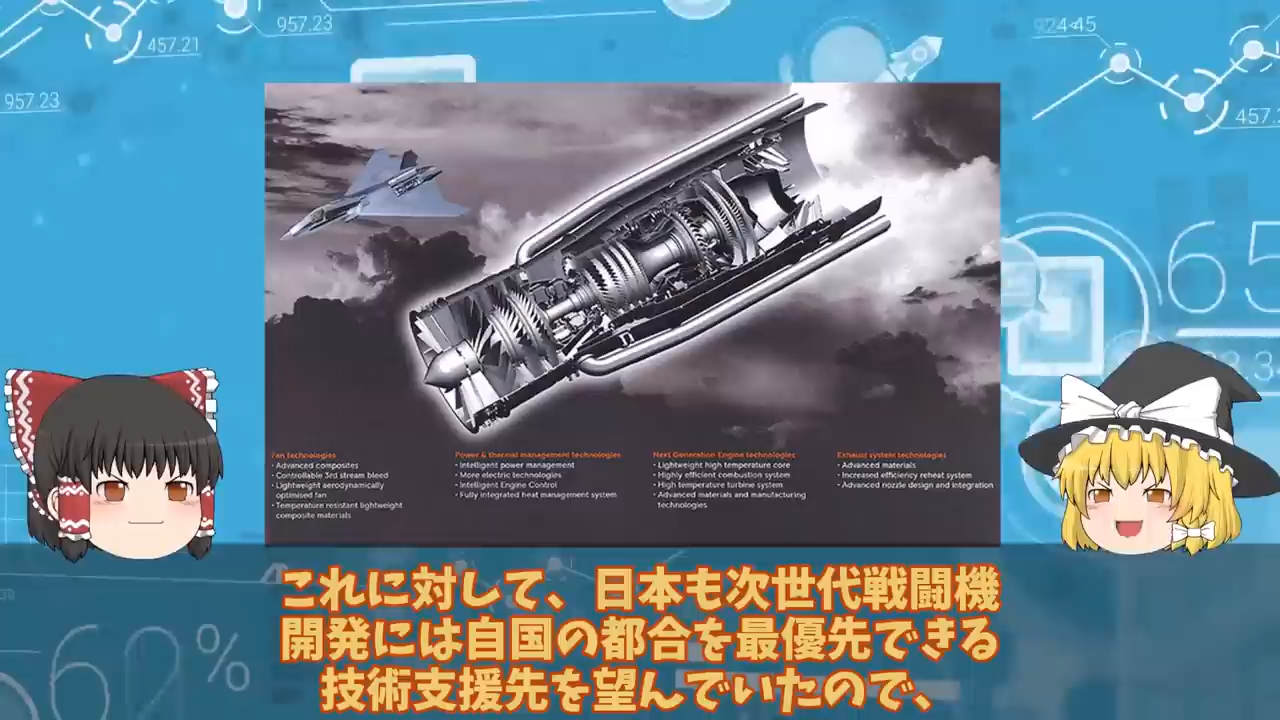 957.23
924.45
457.21
457.
957.23
65
Fan technologies
· Advanced composites
· Controllable 3rd stream bleed
· Lightweight aerodynamically
optimised fan
· Temperature resistant lightweight
composite materials
Power & thermal management technologies
· Intelligent power management
· More electric technologies
· Intelligent Engine Control
· Fully integrated heat management system
Next Generation Engine technologies
· Lightweight high temperature core
· Highly efficient combustion system
· High temperature turbine system
· Advanced materials and manufacturing
technologies
Exhaust system technologies
· Advanced materials
· Increased efficiency reheat system
· Advanced nozzle design and integration
これに対して、日本も次世代戦闘機
開発には自国の都合を最優先できる
技術支援先を望んでいたので、
60%